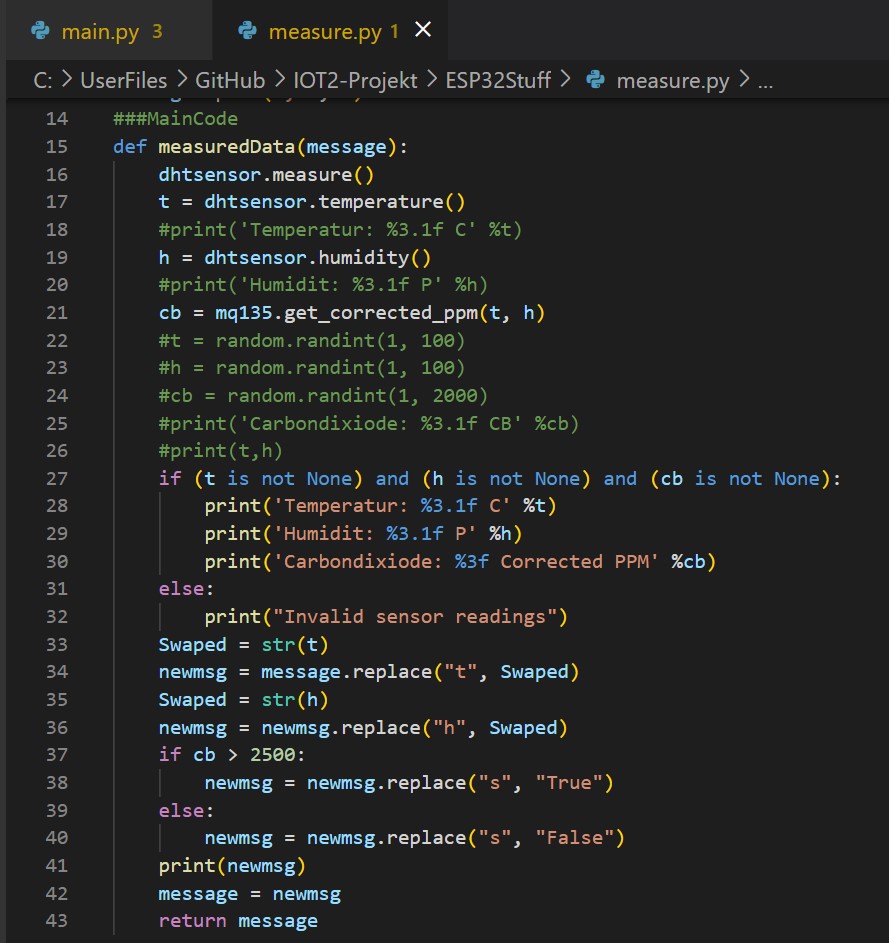 main.py 3 measure.py 1 ×
C: > UserFiles > GitHub > IOT2-Projekt > ESP32Stuff > measure.py > ...
14 ###MainCode
15 def measuredData(message):
16     dhtsensor.measure()
17     t = dhtsensor.temperature()
18     #print('Temperatur: %3.1f C' %t)
19     h = dhtsensor.humidity()
20     #print('Humidit: %3.1f P' %h)
21     cb = mq135.get_corrected_ppm(t, h)
22     #t = random.randint(1, 100)
23     #h = random.randint(1, 100)
24     #cb = random.randint(1, 2000)
25     #print('Carbondixiode: %3.1f CB' %cb)
26     #print(t,h)
27     if (t is not None) and (h is not None) and (cb is not None):
28         print('Temperatur: %3.1f C' %t)
29         print('Humidit: %3.1f P' %h)
30         print('Carbondixiode: %3f Corrected PPM' %cb)
31     else:
32         print("Invalid sensor readings")
33     Swaped = str(t)
34     newmsg = message.replace("t", Swaped)
35     Swaped = str(h)
36     newmsg = newmsg.replace("h", Swaped)
37     if cb > 2500:
38         newmsg = newmsg.replace("s", "True")
39     else:
40         newmsg = newmsg.replace("s", "False")
41     print(newmsg)
42     message = newmsg
43     return message